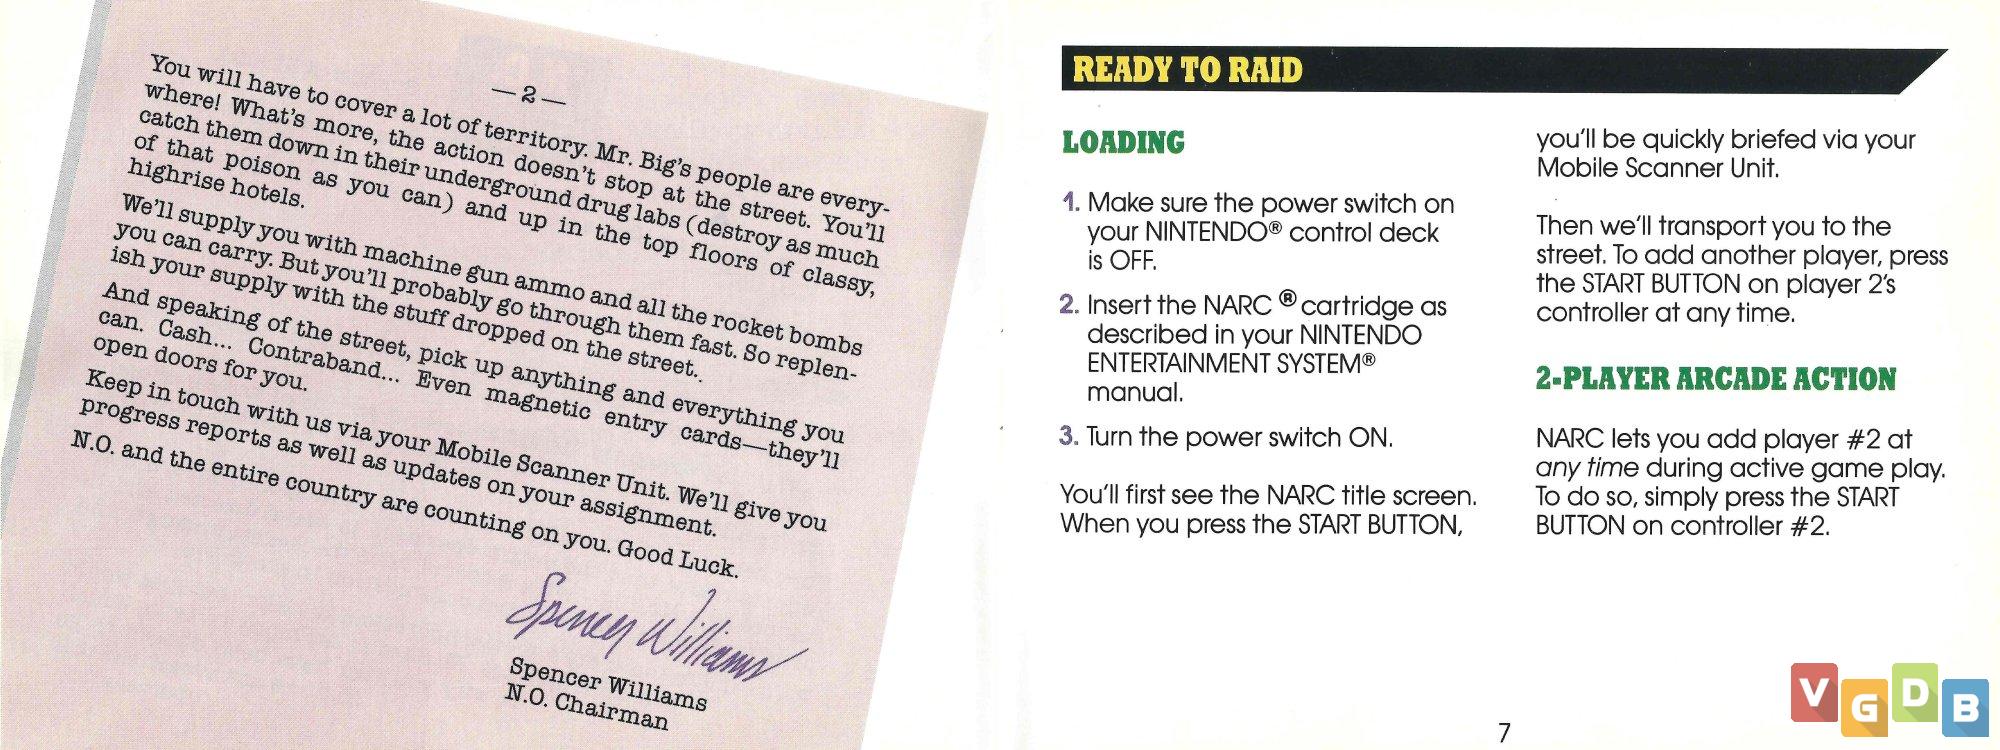 —2—
You will have to cover a lot of territory. Mr. Big's people are every-
where! What's more, the action doesn't stop at the street. You'll
catch them down in their underground drug labs (destroy as much
of that poison as you can) and up in the top floors of classy,
highrise hotels.
We'll supply you with machine gun ammo and all the rocket bombs
you can carry. But you'll probably go through them fast. So replen-
ish your supply with the stuff dropped on the street..
And speaking of the street, pick up anything and everything you
can. Cash... Contraband... Even magnetic entry cards—they'll
open doors for you.
Keep in touch with us via your Mobile Scanner Unit. We'll give you
progress reports as well as updates on your assignment.
N.O. and the entire country are counting on you. Good Luck.
Spencer Williams
Spencer Williams
N.O. Chairman
READY TO RAID
LOADING
1. Make sure the power switch on
your NINTENDO® control deck
is OFF.
2. Insert the NARC ® cartridge as
described in your NINTENDO
ENTERTAINMENT SYSTEM®
manual.
3. Turn the power switch ON.
You'll first see the NARC title screen.
When you press the START BUTTON,
you'll be quickly briefed via your
Mobile Scanner Unit.
Then we'll transport you to the
street. To add another player, press
the START BUTTON on player 2's
controller at any time.
2-PLAYER ARCADE ACTION
NARC lets you add player #2 at
any time during active game play.
To do so, simply press the START
BUTTON on controller #2.
7
VGDB